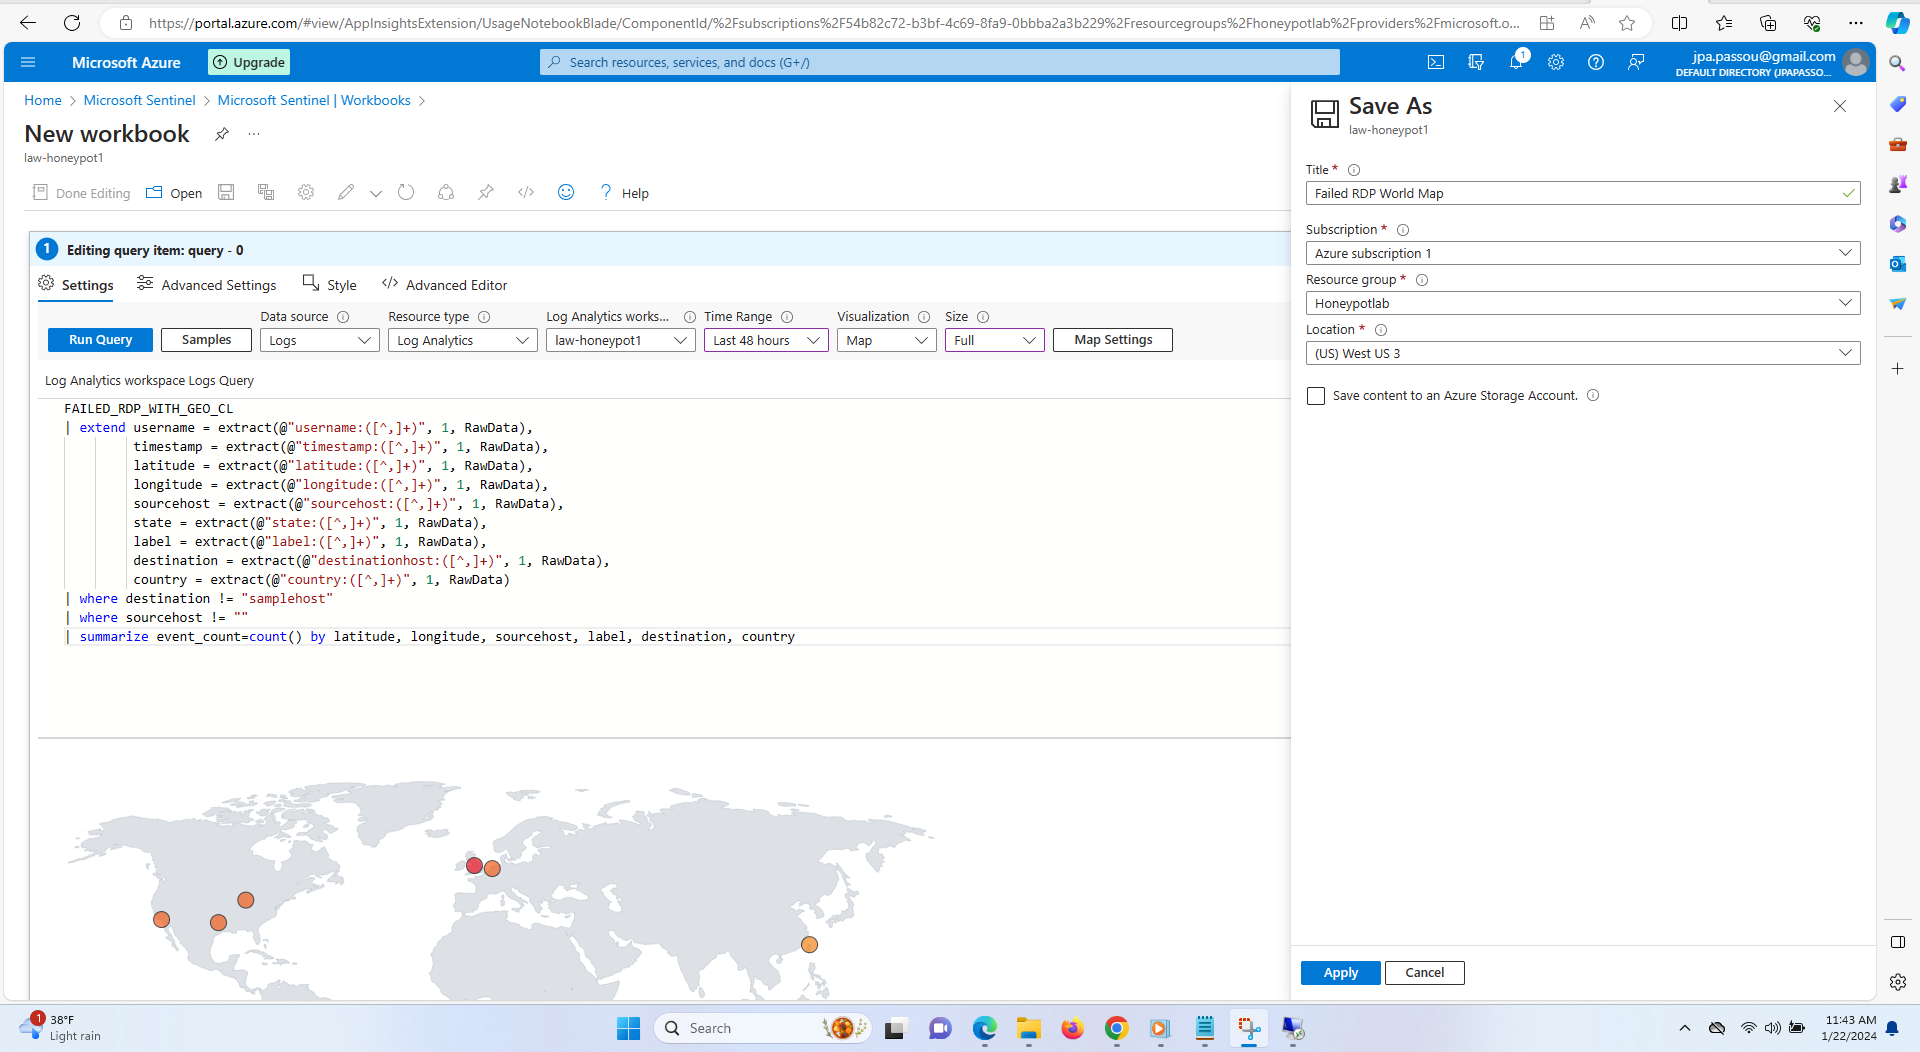 https://portal.azure.com/#view/AppInsightsExtension/UsageNotebookBlade/ComponentId/%2Fsubscriptions%2F54b82c72-b3bf-4c69-8fa9-0bbba2a3b229%2Fresourcegroups%2Fhoneypotlab%2Fproviders%2Fmicrosoft.o...
Microsoft Azure
Upgrade
Search resources, services, and docs (G+/)
1
jpa.passou@gmail.com
DEFAULT DIRECTORY (JPAPASSO...
Home > Microsoft Sentinel > Microsoft Sentinel | Workbooks >
New workbook
...
law-honeypot1
Done Editing
Open
Help
1 Editing query item: query - 0
Settings
Advanced Settings
Style
Advanced Editor
Data source
Resource type
Log Analytics works...
Time Range
Visualization
Size
Run Query
Samples
Logs
Log Analytics
law-honeypot1
Last 48 hours
Map
Full
Map Settings
Log Analytics workspace Logs Query
FAILED_RDP_WITH_GEO_CL
| extend username = extract(@"username:([^,]+)", 1, RawData),
timestamp = extract(@"timestamp:([^,]+)", 1, RawData),
latitude = extract(@"latitude:([^,]+)", 1, RawData),
longitude = extract(@"longitude:([^,]+)", 1, RawData),
sourcehost = extract(@"sourcehost:([^,]+)", 1, RawData),
state = extract(@"state:([^,]+)", 1, RawData),
label = extract(@"label:([^,]+)", 1, RawData),
destination = extract(@"destinationhost:([^,]+)", 1, RawData),
country = extract(@"country:([^,]+)", 1, RawData)
| where destination != "samplehost"
| where sourcehost != ""
| summarize event_count=count() by latitude, longitude, sourcehost, label, destination, country
Save As
law-honeypot1
Title *
Failed RDP World Map
Subscription *
Azure subscription 1
Resource group *
Honeypotlab
Location *
(US) West US 3
Save content to an Azure Storage Account.
Apply
Cancel
1
38°F
Light rain
Search
11:43 AM
1/22/2024